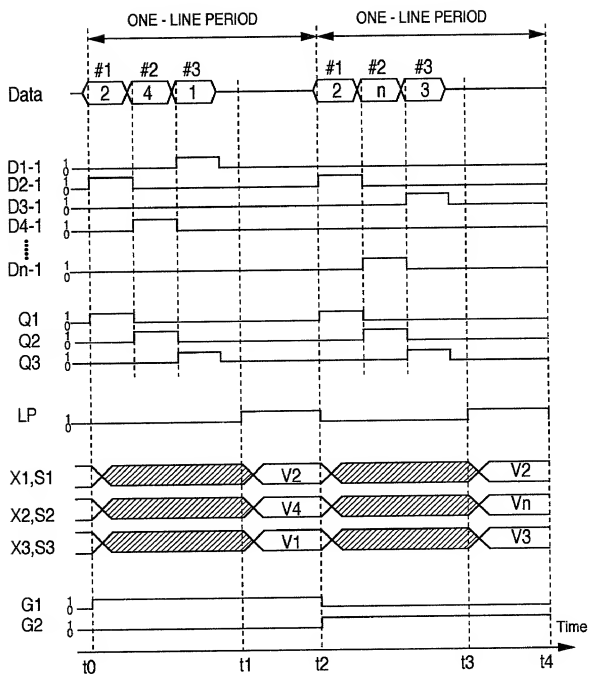 ONE - LINE PERIOD ONE - LINE PERIOD
#1 #2 #3 #1 #2 #3
Data 2 4 1 2 n 3
D1-1 1 0
D2-1 1 0
D3-1 1 0
D4-1 1 0
Dn-1 1 0
Q1 1 0
Q2 1 0
Q3 1 0
LP 1 0
X1,S1 V2 V2
X2,S2 V4 Vn
X3,S3 V1 V3
G1 1 0
G2 1 0
Time
t0 t1 t2 t3 t4